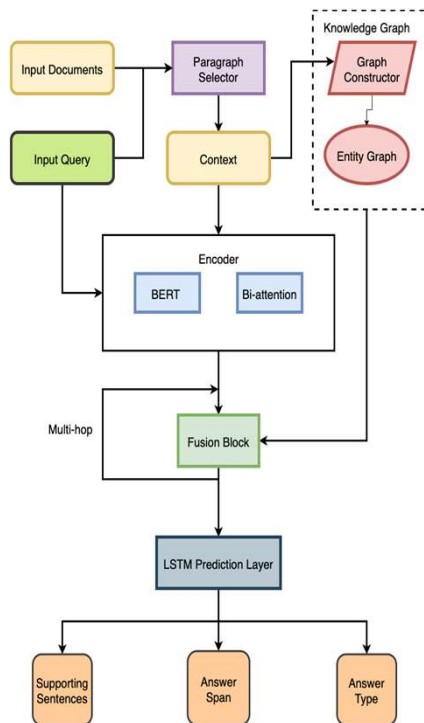 Knowledge Graph
Input Documents
Paragraph
Selector
Graph
Constructor
Input Query
Context
Entity Graph
Encoder
BERT
Bi-attention
Multi-hop
Fusion Block
LSTM Prediction Layer
Supporting
Sentences
Answer
Span
Answer
Type